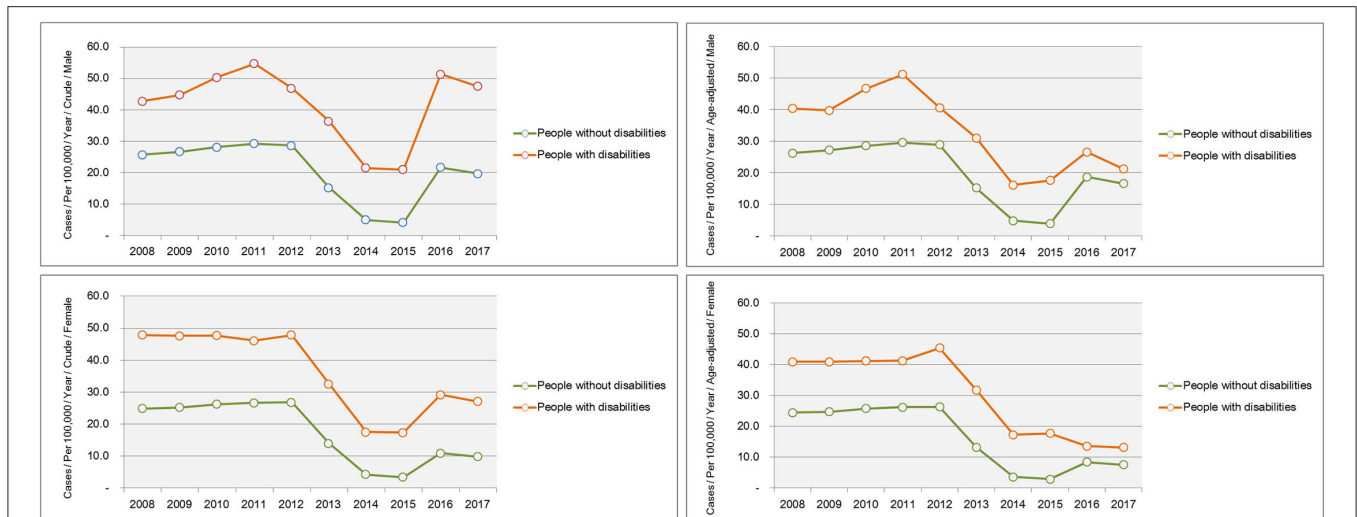 Cases / Per 100,000 / Year / Crude / Male
60.0
50.0
40.0
30.0
20.0
10.0
-
2008 2009 2010 2011 2012 2013 2014 2015 2016 2017
People without disabilities
People with disabilities
Cases / Per 100,000 / Year / Age-adjusted / Male
60.0
50.0
40.0
30.0
20.0
10.0
-
2008 2009 2010 2011 2012 2013 2014 2015 2016 2017
People without disabilities
People with disabilities
Cases / Per 100,000 / Year / Crude / Female
60.0
50.0
40.0
30.0
20.0
10.0
-
2008 2009 2010 2011 2012 2013 2014 2015 2016 2017
People without disabilities
People with disabilities
Cases / Per 100,000 / Year / Age-adjusted / Female
60.0
50.0
40.0
30.0
20.0
10.0
-
2008 2009 2010 2011 2012 2013 2014 2015 2016 2017
People without disabilities
People with disabilities